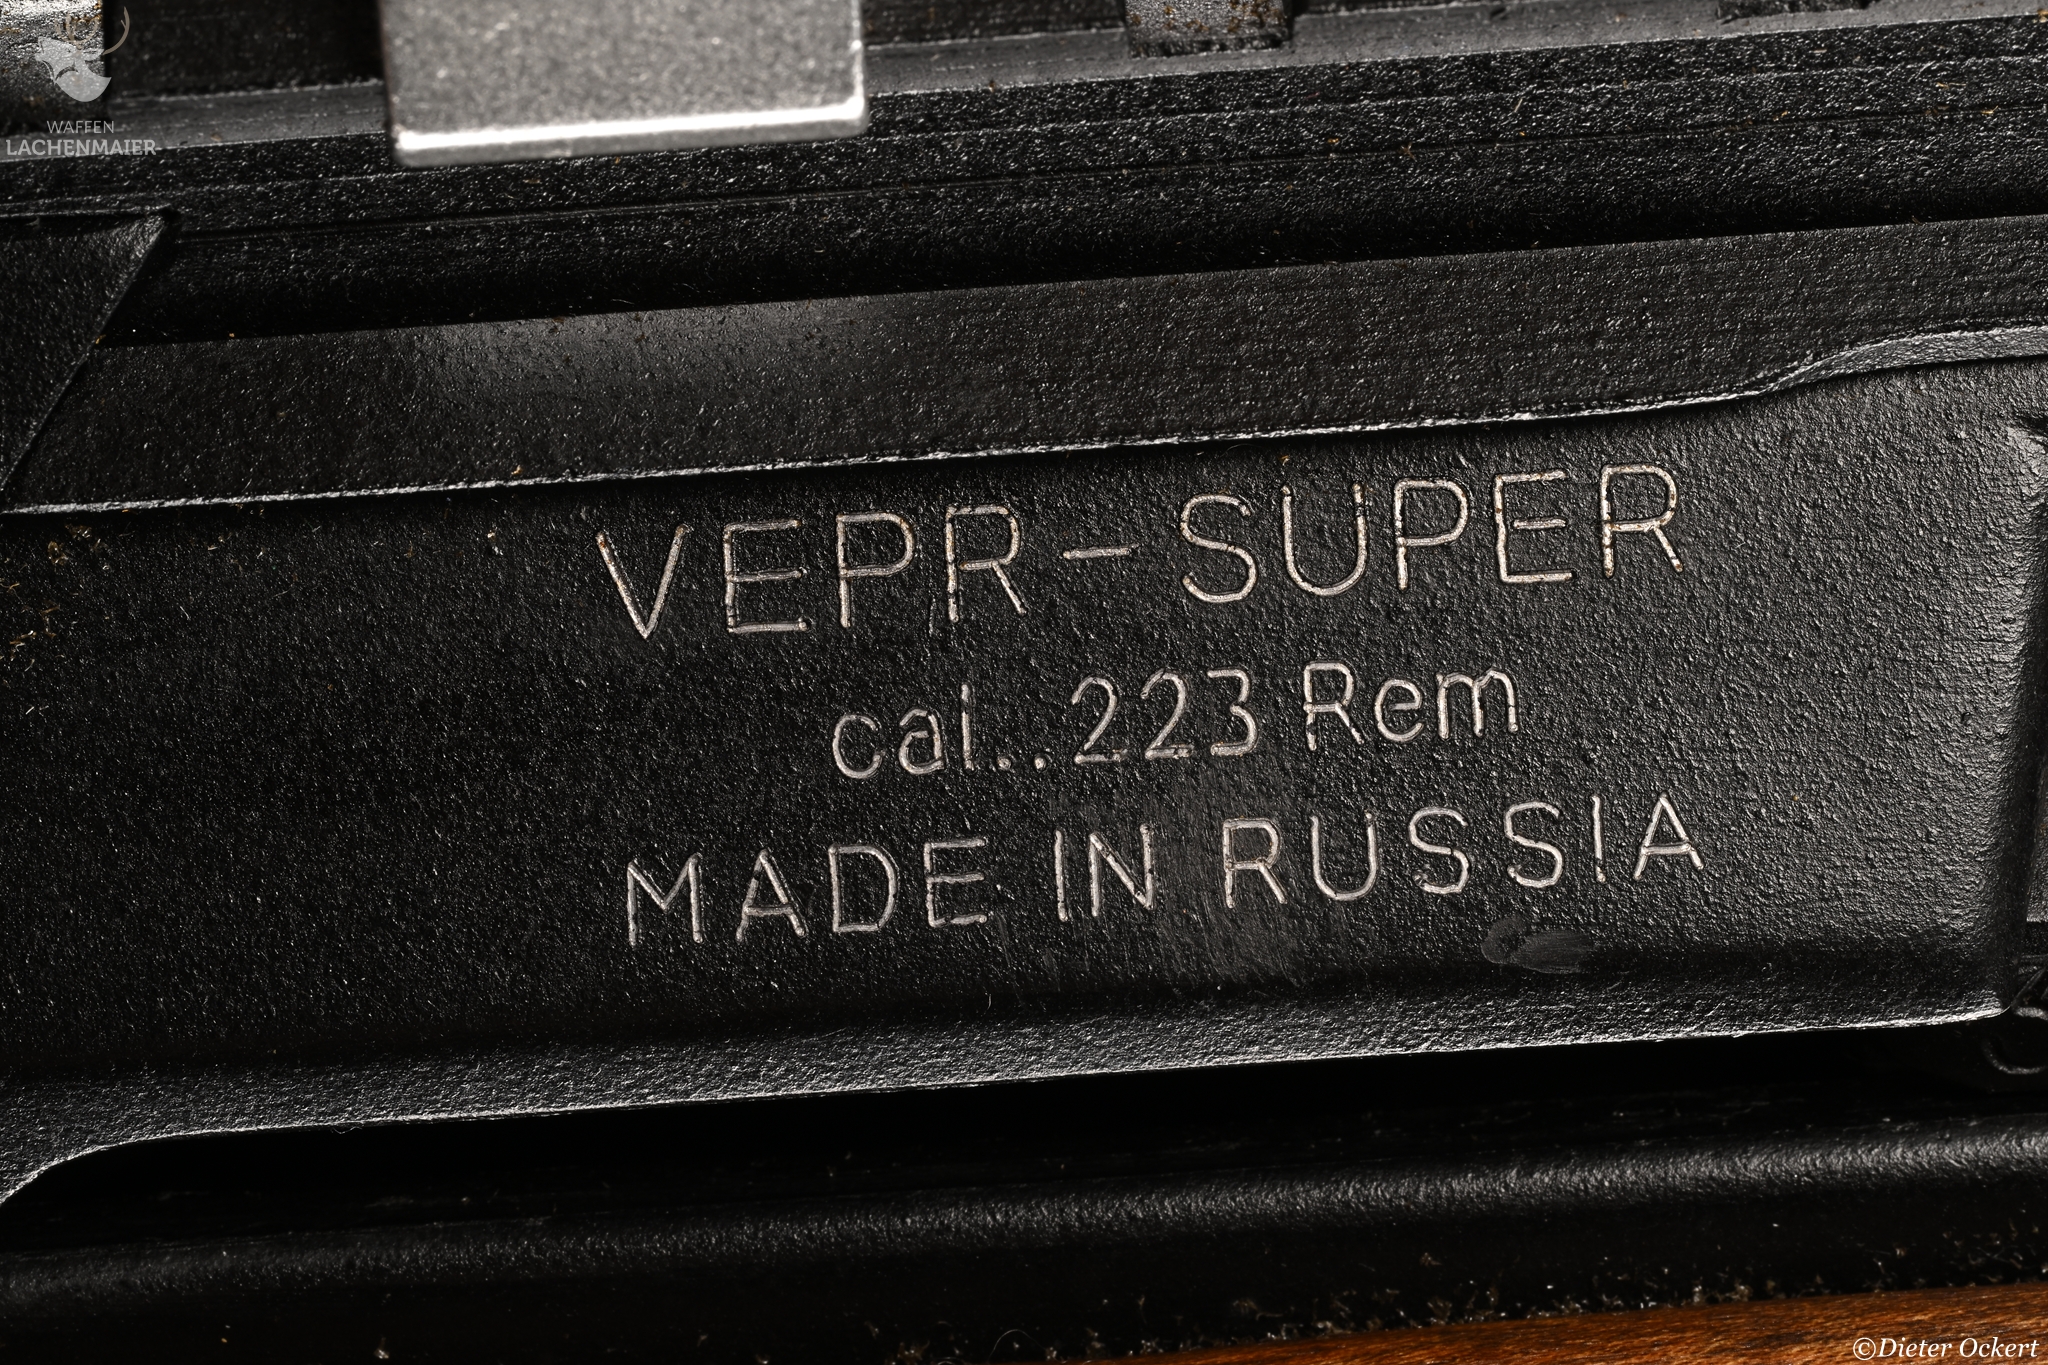 WAFFEN
LACHENMAIER
VEPR-SUPER
cal..223 Rem
MADE IN RUSSIA
©Dieter Ockert